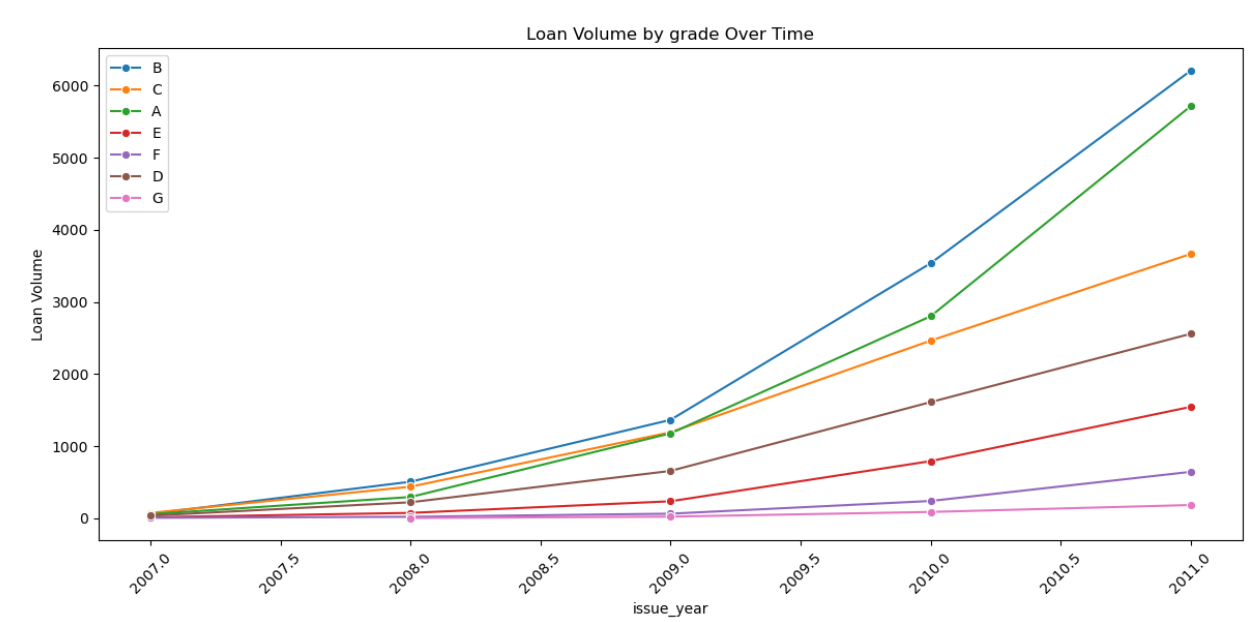 Loan Volume by grade Over Time
B
C
A
E
F
D
G
Loan Volume
6000
5000
4000
3000
2000
1000
0
2007.0
2007.5
2008.0
2008.5
2009.0
2009.5
2010.0
2010.5
2011.0
issue_year